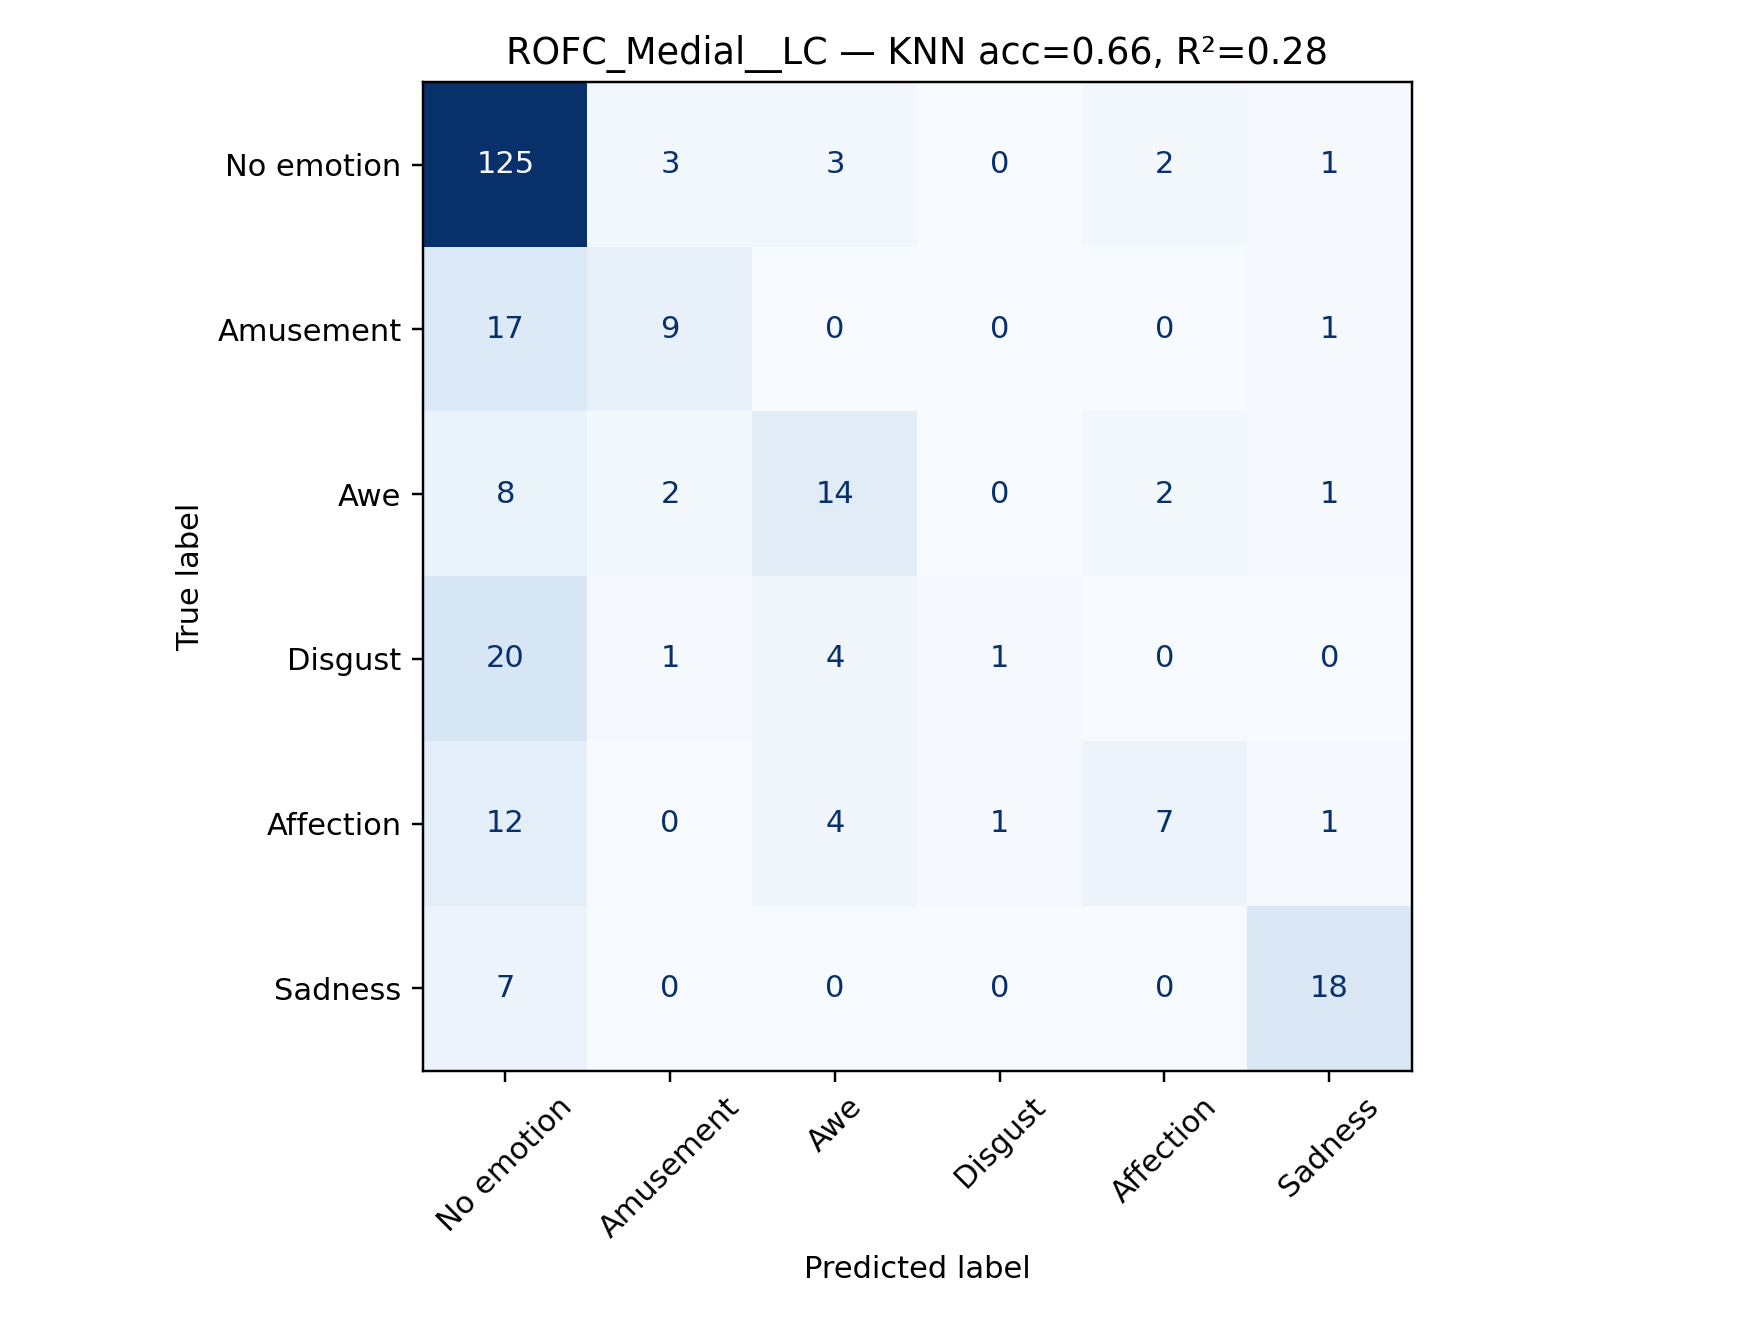 ROFC_Medial__LC — KNN acc=0.66, R²=0.28
No emotion 125 3 3 0 2 1
Amusement 17 9 0 0 0 1
Awe 8 2 14 0 2 1
True label
Disgust 20 1 4 1 0 0
Affection 12 0 4 1 7 1
Sadness 7 0 0 0 0 18
No emotion Amusement Awe Disgust Affection Sadness
Predicted label